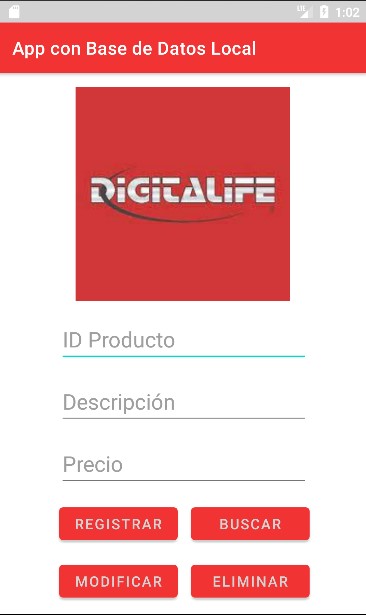 1:02
App con Base de Datos Local
DiGiTALiFE
ID Producto
Descripción
Precio
REGISTRAR BUSCAR
MODIFICAR ELIMINAR